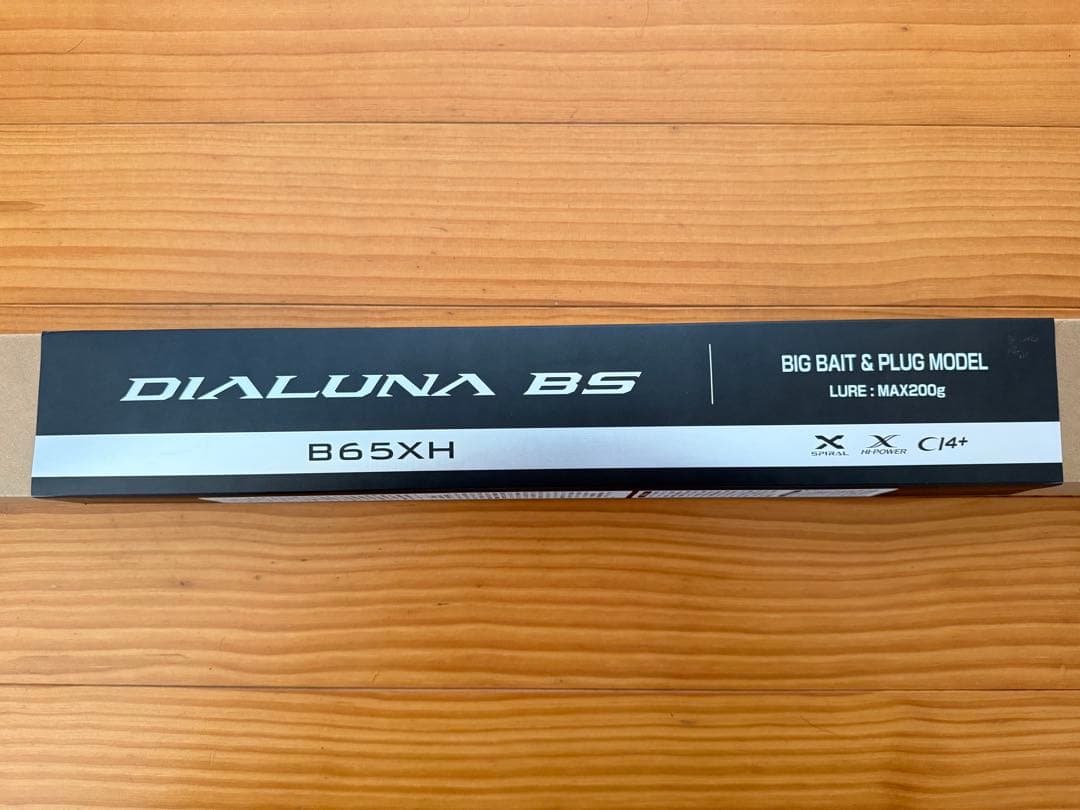 DIALUNA BS
BIG BAIT & PLUG MODEL
LURE : MAX200g
B65XH
X SPIRAL
X HI-POWER
CI4+